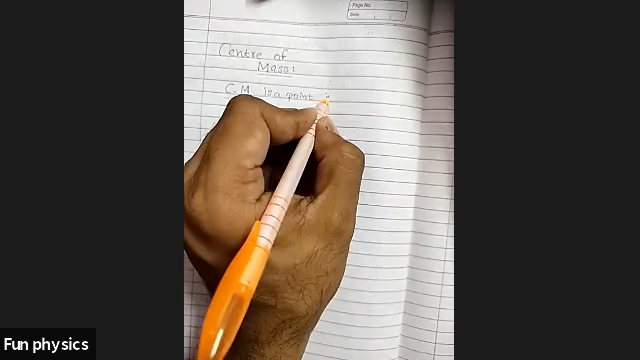 Page No.
Date:
Centre of
Mass:
C.M is a point
Fun physics